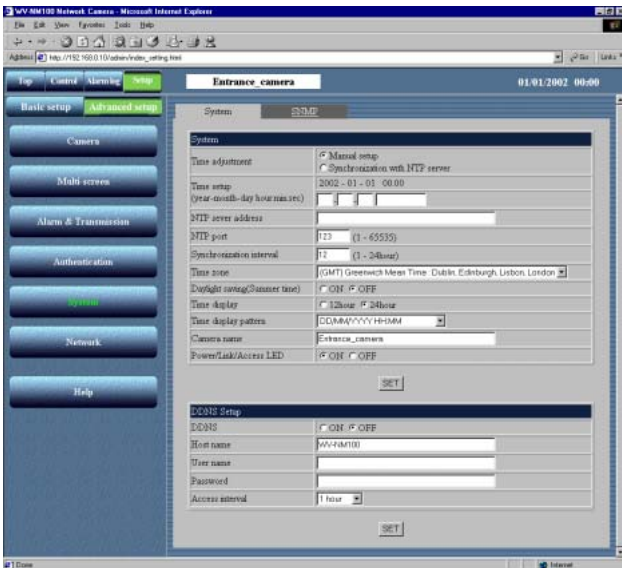 WV-NM100 Network Camera - Microsoft Internet Explorer
File Edit View Favorites Tools Help
Address http://192.168.0.10/admin/index_setting.html Go Links
Top Control Alarming Setup Entrance_camera 01/01/2002 00:00
Basic setup Advanced setup
System SNMP
Camera
Multi-screen
Alarm & Transmission
Authentication
System
Network
Help
System
Time adjustment Manual setup
Synchronization with NTP server
Time setup 2002 - 01 - 01 00:00
(year-month-day hour:min:sec)
NTP sever address
NTP port 123 (1 - 65535)
Synchronization interval 12 (1 - 24hour)
Time zone (GMT) Greenwich Mean Time : Dublin, Edinburgh, Lisbon, London
Daylight saving(Summer time) ON OFF
Time display 12hour 24hour
Time display pattern DD/MM/YYYY HH:MM
Camera name Entrance_camera
Power/Link/Access LED ON OFF
SET
DDNS Setup
DDNS ON OFF
Host name WV-NM100
User name
Password
Access interval 1 hour
SET
Done Internet